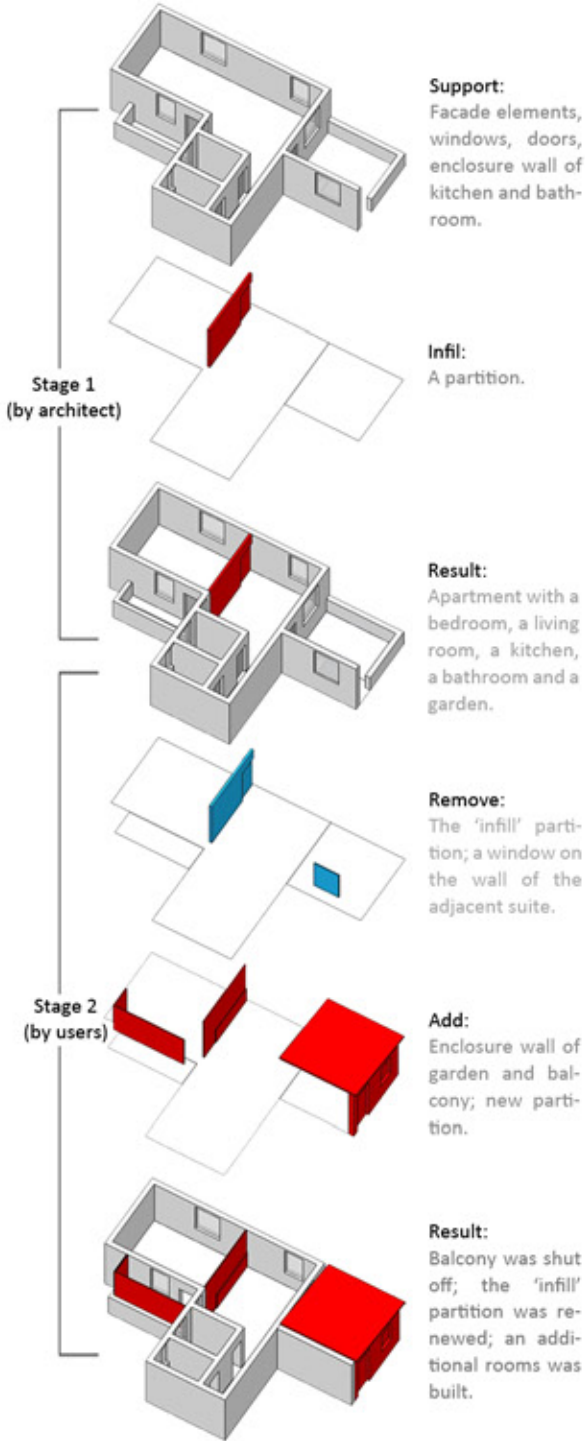 Support:
Facade elements,
windows, doors,
enclosure wall of
kitchen and bath-
room.
Infil:
A partition.
Stage 1
(by architect)
Result:
Apartment with a
bedroom, a living
room, a kitchen,
a bathroom and a
garden.
Remove:
The ‘infill’ parti-
tion; a window on
the wall of the
adjacent suite.
Stage 2
(by users)
Add:
Enclosure wall of
garden and bal-
cony; new parti-
tion.
Result:
Balcony was shut
off; the ‘infill’
partition was re-
newed; an addi-
tional rooms was
built.